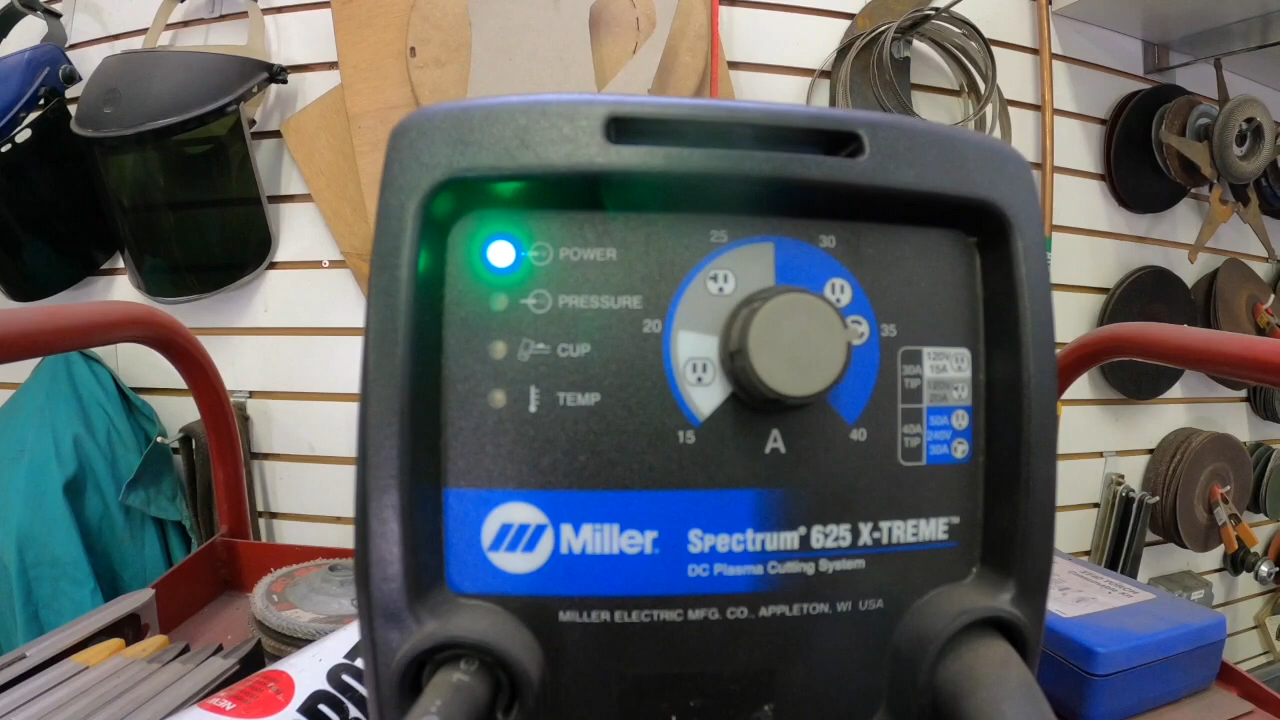 25
30
POWER
PRESSURE
20
35
CUP
TEMP
15
40
A
30A
TIP
120V
15A
120V
20A
40A
TIP
50A
240V
30A
Miller®
Spectrum® 625 X-TREME™
DC Plasma Cutting System
MILLER ELECTRIC MFG. CO., APPLETON, WI USA
NEW